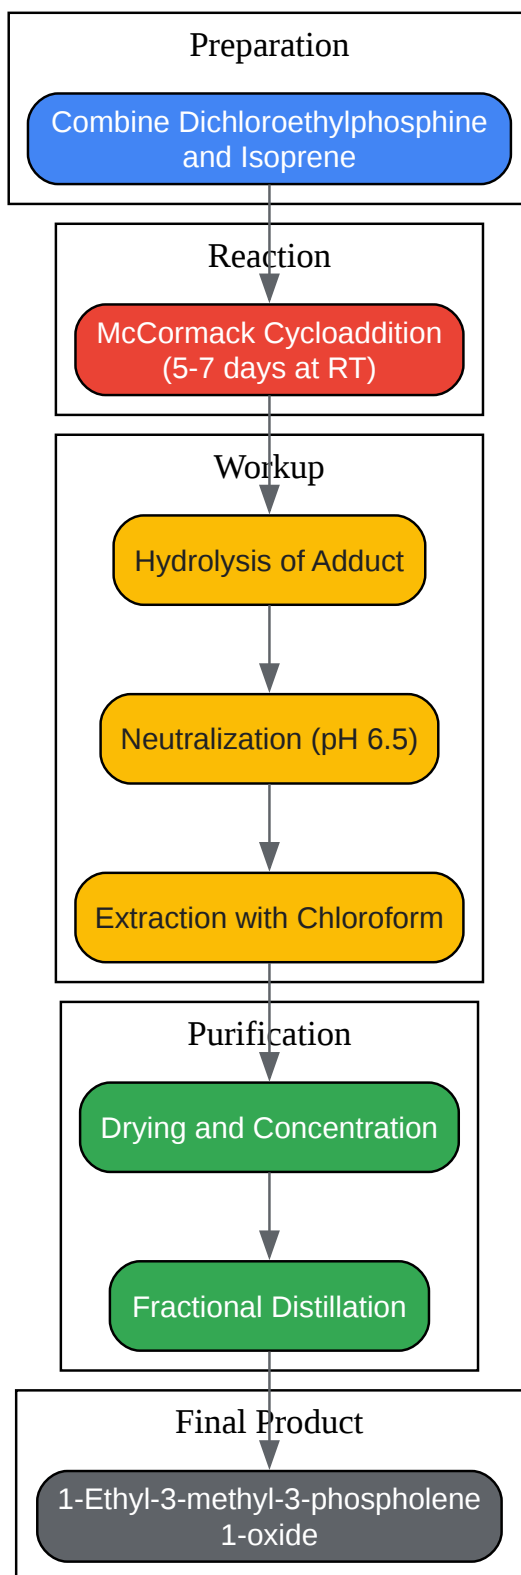 Preparation
Combine Dichloroethylphosphine
and Isoprene
Reaction
McCormack Cycloaddition
(5-7 days at RT)
Workup
Hydrolysis of Adduct
Neutralization (pH 6.5)
Extraction with Chloroform
Purification
Drying and Concentration
Fractional Distillation
Final Product
1-Ethyl-3-methyl-3-phospholene
1-oxide